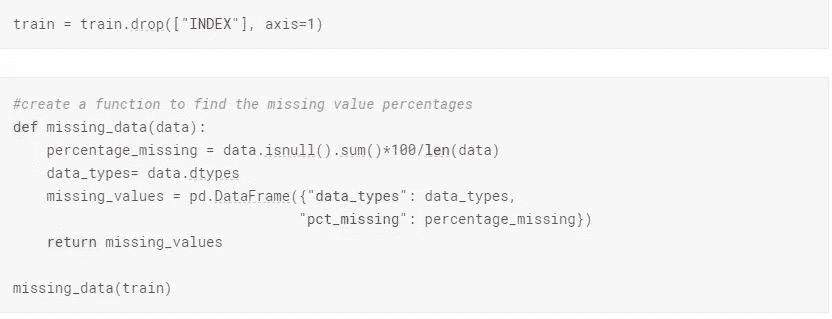 train = train.drop(["INDEX"], axis=1)
#create a function to find the missing value percentages
def missing_data(data):
    percentage_missing = data.isnull().sum()*100/len(data)
    data_types= data.dtypes
    missing_values = pd.DataFrame({"data_types": data_types,
                                  "pct_missing": percentage_missing})
    return missing_values
missing_data(train)